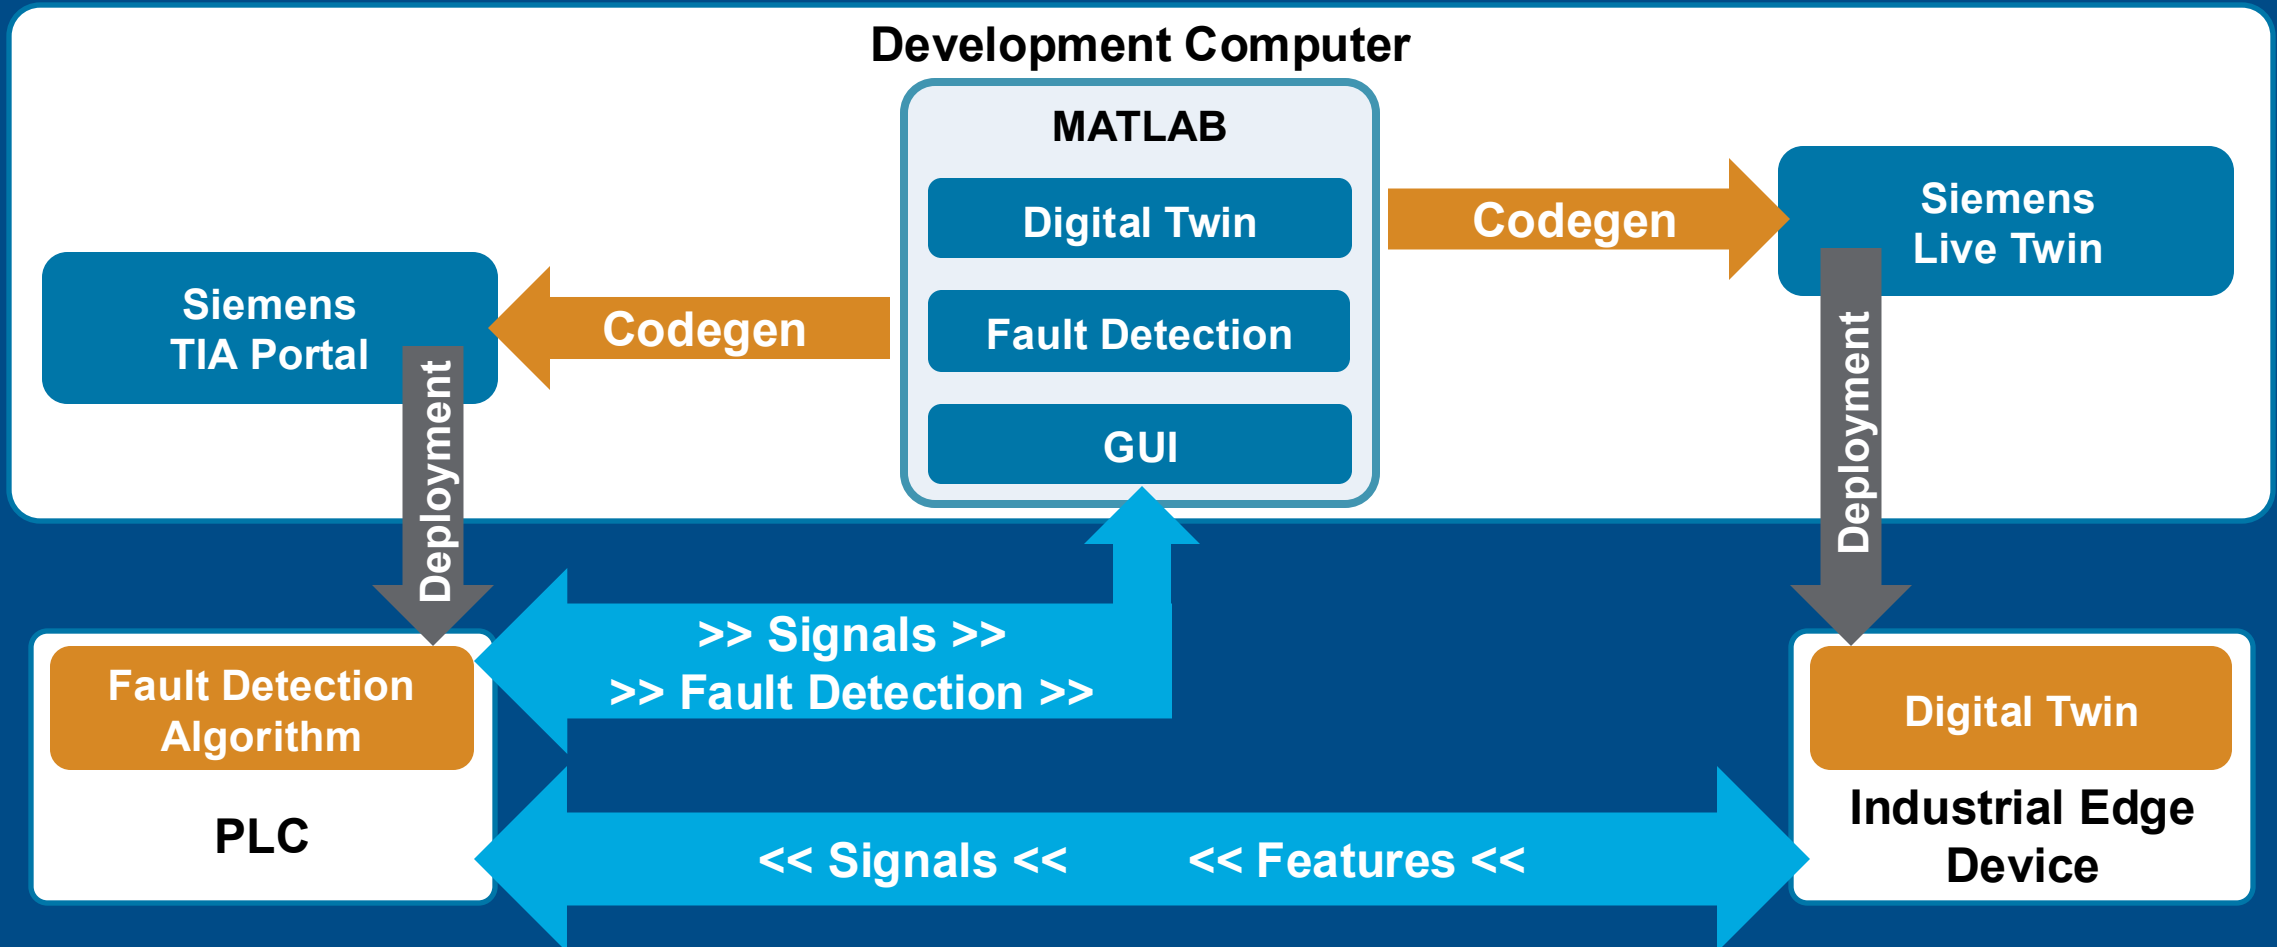 Development Computer
MATLAB
Digital Twin
Fault Detection
GUI
Codegen
Siemens
Live Twin
Codegen
Siemens
TIA Portal
Deployment
Deployment
>> Signals >>
>> Fault Detection >>
Fault Detection
Algorithm
PLC
<< Signals <<
<< Features <<
Digital Twin
Industrial Edge
Device